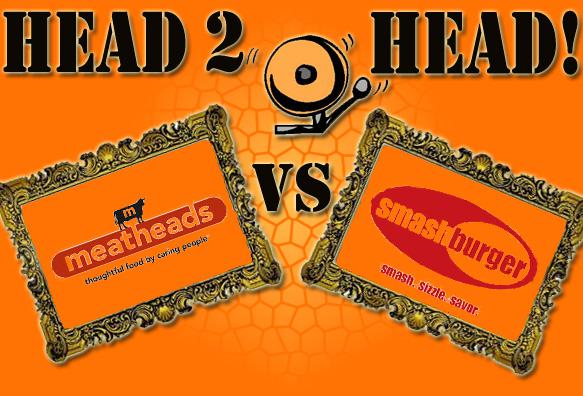 HEAD 2 HEAD!
VS
m
meatheads
thoughtful food by caring people
smashburger
smash. sizzle. savor.